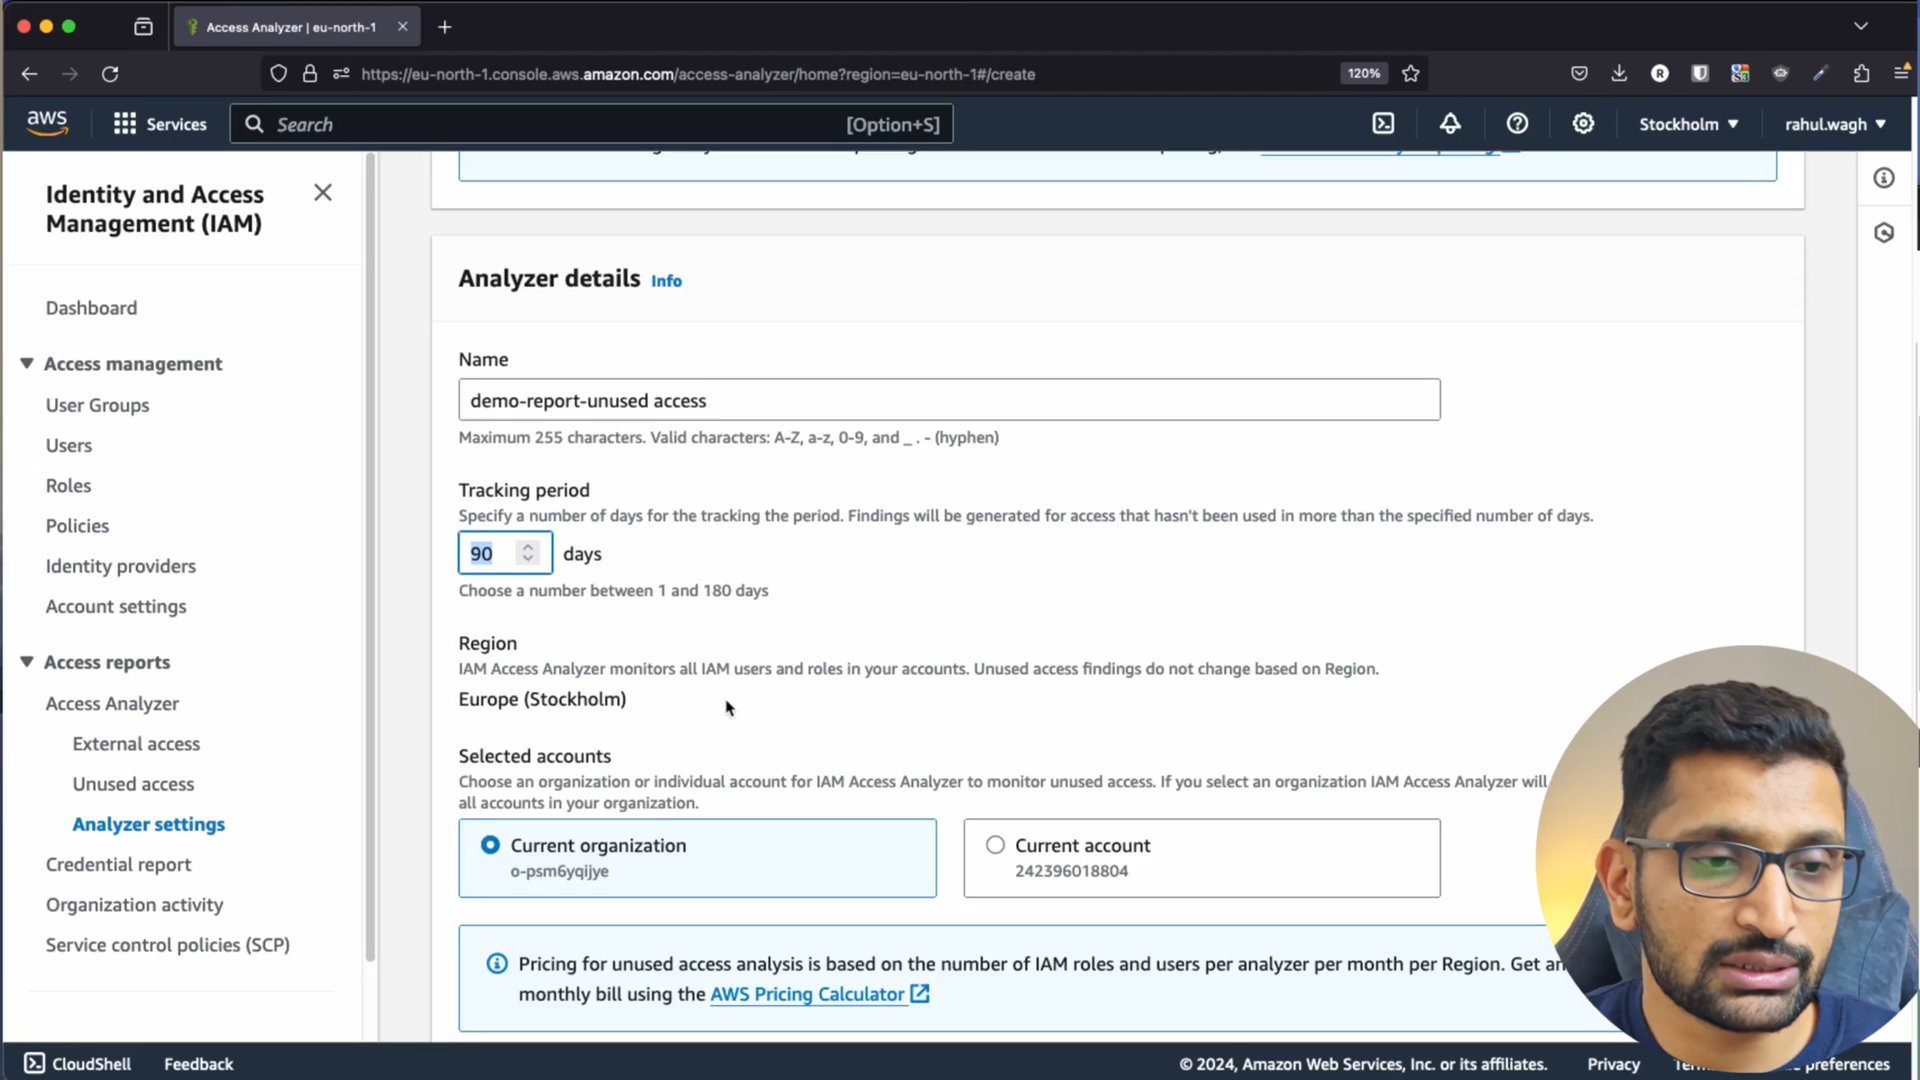 Access Analyzer | eu-north-1
https://eu-north-1.console.aws.amazon.com/access-analyzer/home?region=eu-north-1#/create
120%
aws
Services
Search
[Option+S]
Stockholm
rahul.wagh
Identity and Access
Management (IAM)
Dashboard
Access management
User Groups
Users
Roles
Policies
Identity providers
Account settings
Access reports
Access Analyzer
External access
Unused access
Analyzer settings
Credential report
Organization activity
Service control policies (SCP)
Analyzer details Info
Name
demo-report-unused access
Maximum 255 characters. Valid characters: A-Z, a-z, 0-9, and _ . - (hyphen)
Tracking period
Specify a number of days for the tracking the period. Findings will be generated for access that hasn't been used in more than the specified number of days.
90 days
Choose a number between 1 and 180 days
Region
IAM Access Analyzer monitors all IAM users and roles in your accounts. Unused access findings do not change based on Region.
Europe (Stockholm)
Selected accounts
Choose an organization or individual account for IAM Access Analyzer to monitor unused access. If you select an organization IAM Access Analyzer will
all accounts in your organization.
Current organization
o-psm6yqijye
Current account
242396018804
Pricing for unused access analysis is based on the number of IAM roles and users per analyzer per month per Region. Get an
monthly bill using the AWS Pricing Calculator
CloudShell
Feedback
© 2024, Amazon Web Services, Inc. or its affiliates.
Privacy
preferences